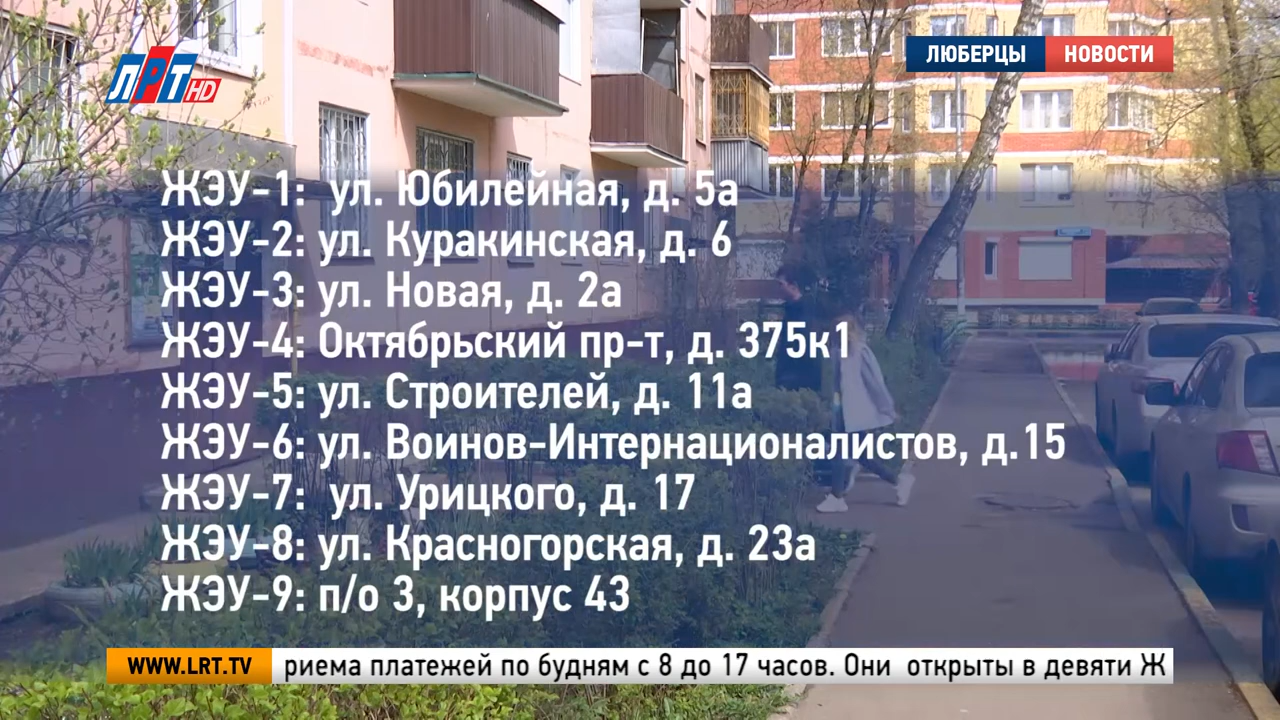 ЛРТHD
ЛЮБЕРЦЫ НОВОСТИ
ЖЭУ-1: ул. Юбилейная, д. 5а
ЖЭУ-2: ул. Куракинская, д. 6
ЖЭУ-3: ул. Новая, д. 2а
ЖЭУ-4: Октябрьский пр-т, д. 375к1
ЖЭУ-5: ул. Строителей, д. 11а
ЖЭУ-6: ул. Воинов-Интернационалистов, д.15
ЖЭУ-7: ул. Урицкого, д. 17
ЖЭУ-8: ул. Красногорская, д. 23а
ЖЭУ-9: п/о 3, корпус 43
WWW.LRT.TV риема платежей по будням с 8 до 17 часов. Они открыты в девяти Ж